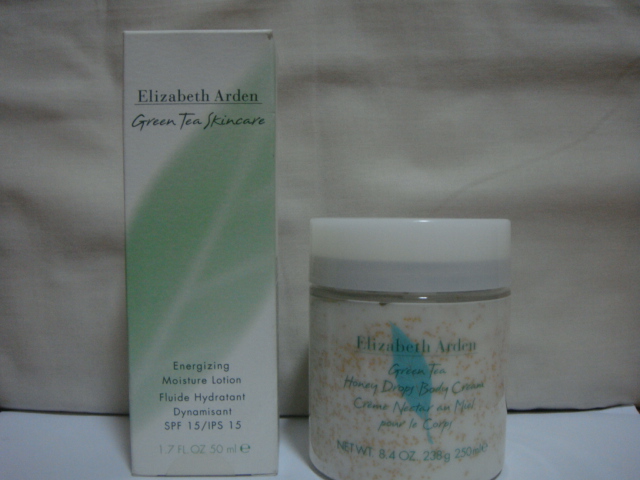 Elizabeth Arden
Green Tea Skincare
Energizing
Moisture Lotion
Fluide Hydratant
Dynamisant
SPF 15/IPS 15
1.7 FL.OZ. 50 ml ℮
Elizabeth Arden
Green Tea
Honey Drops Body Cream
Crème Nectar au Miel
pour le Corps
NET WT. 8.4 OZ. 238 g 250 ml ℮